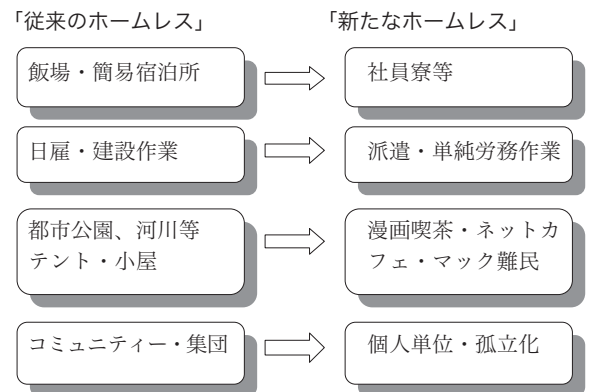 「従来のホームレス」
「新たなホームレス」
飯場・簡易宿泊所
社員寮等
日雇・建設作業
派遣・単純労務作業
都市公園、河川等
テント・小屋
漫画喫茶・ネットカ
フェ・マック難民
コミュニティー・集団
個人単位・孤立化